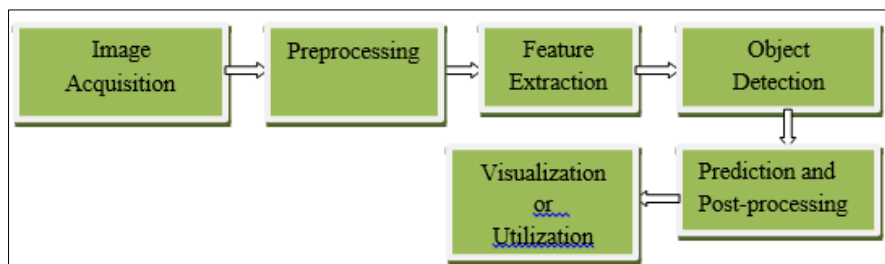 Image
Acquisition
Preprocessing
Feature
Extraction
Object
Detection
Prediction and
Post-processing
Visualization
or
Utilization